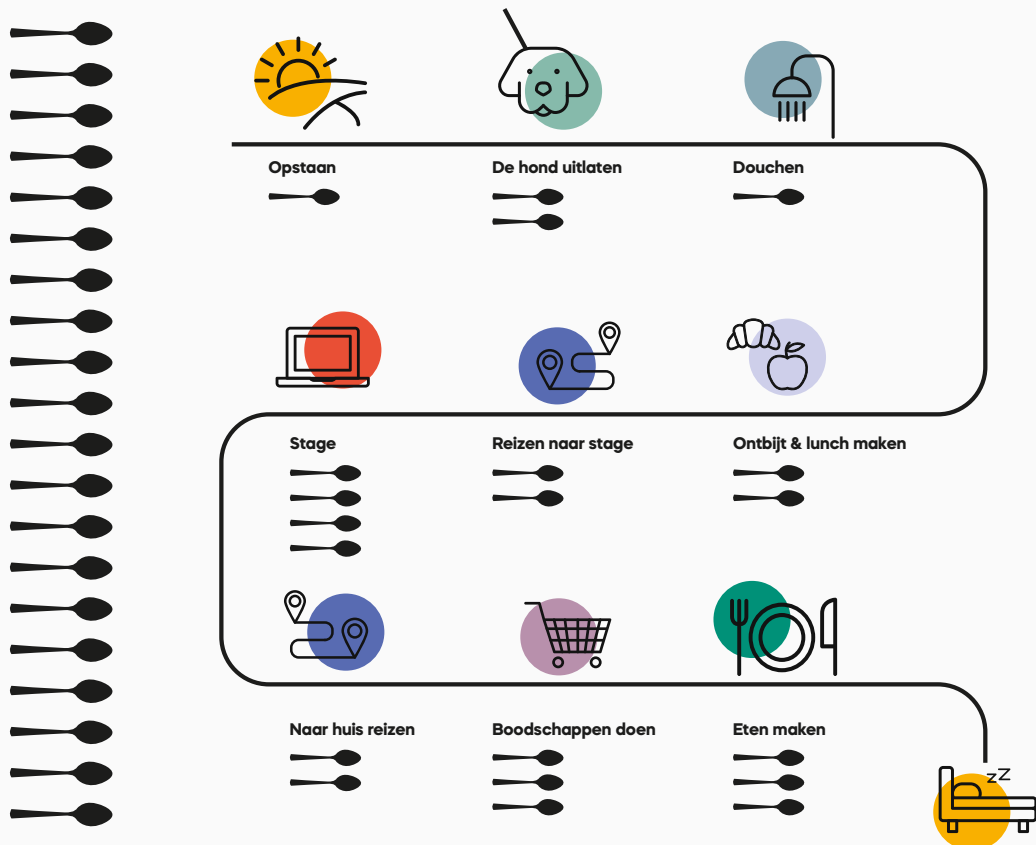 Opstaan
De hond uitlaten
Douchen
Stage
Reizen naar stage
Ontbijt & lunch maken
Naar huis reizen
Boodschappen doen
Eten maken
zZ